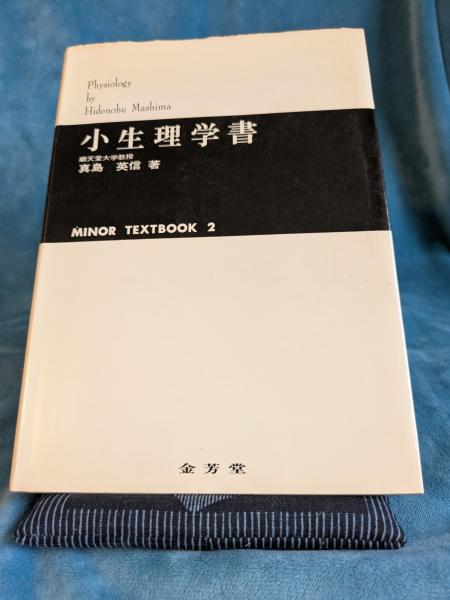 Physiology
by
Hidenobu Mashima
小生理学書
順天堂大学教授
真島 英信 著
MINOR TEXTBOOK 2
金芳堂